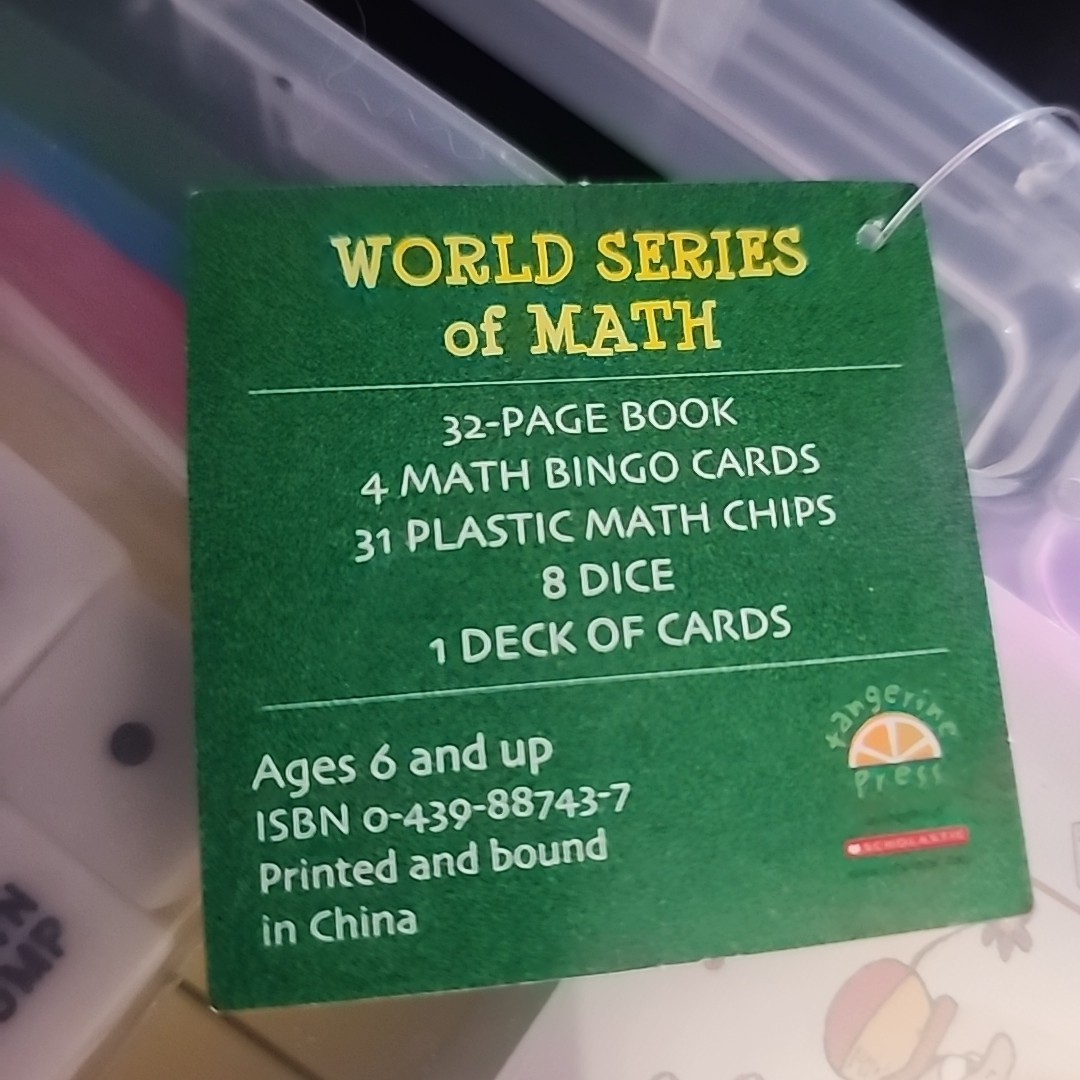 WORLD SERIES
of MATH
32-PAGE BOOK
4 MATH BINGO CARDS
31 PLASTIC MATH CHIPS
8 DICE
1 DECK OF CARDS
Ages 6 and up
ISBN 0-439-88743-7
Printed and bound
in China
tangerine
Press
SCHOLASTIC